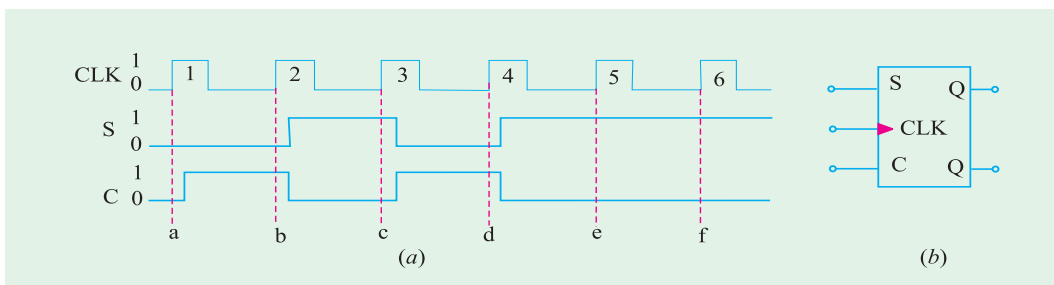 CLK 1 0 1 2 3 4 5 6
S 1 0
C 1 0
a b c d e f
(a)
S Q
CLK
C Q
(b)